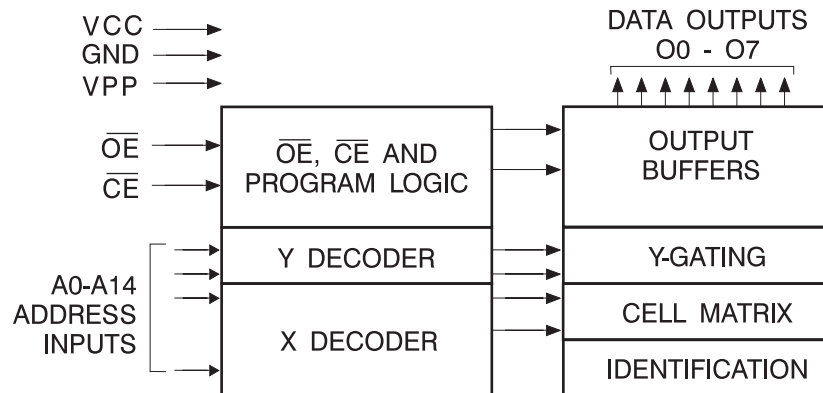 VCC
GND
VPP
OE
CE
A0-A14
ADDRESS
INPUTS
OE, CE AND
PROGRAM LOGIC
Y DECODER
X DECODER
DATA OUTPUTS
O0 - O7
OUTPUT
BUFFERS
Y-GATING
CELL MATRIX
IDENTIFICATION